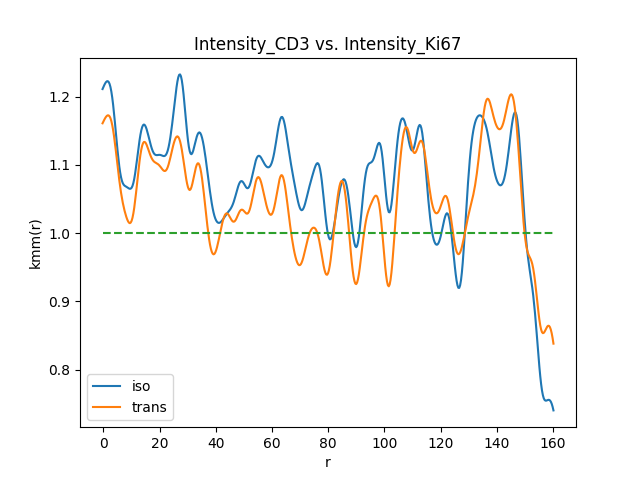 Intensity_CD3 vs. Intensity_Ki67
kmm(r)
1.2
1.1
1.0
0.9
0.8
iso
trans
0 20 40 60 80 100 120 140 160
r